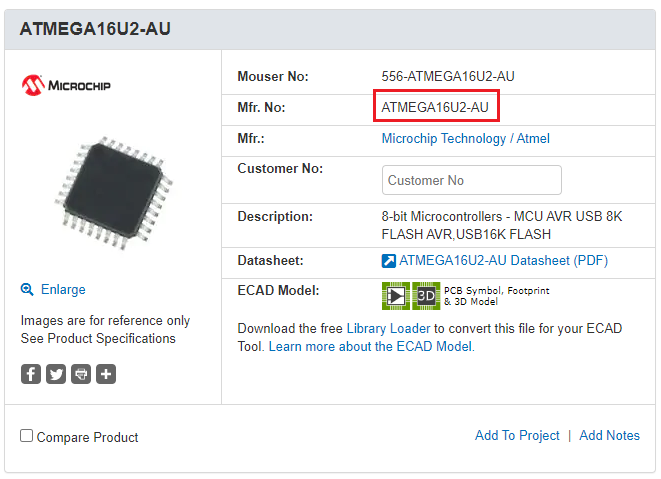 ATMEGA16U2-AU
MICROCHIP
Mouser No: 556-ATMEGA16U2-AU
Mfr. No: ATMEGA16U2-AU
Mfr.: Microchip Technology / Atmel
Customer No: Customer No
Description: 8-bit Microcontrollers - MCU AVR USB 8K
FLASH AVR,USB16K FLASH
Datasheet: ATMEGA16U2-AU Datasheet (PDF)
ECAD Model: 3D PCB Symbol, Footprint
& 3D Model
Download the free Library Loader to convert this file for your ECAD
Tool. Learn more about the ECAD Model.
Enlarge
Images are for reference only
See Product Specifications
Compare Product
Add To Project | Add Notes